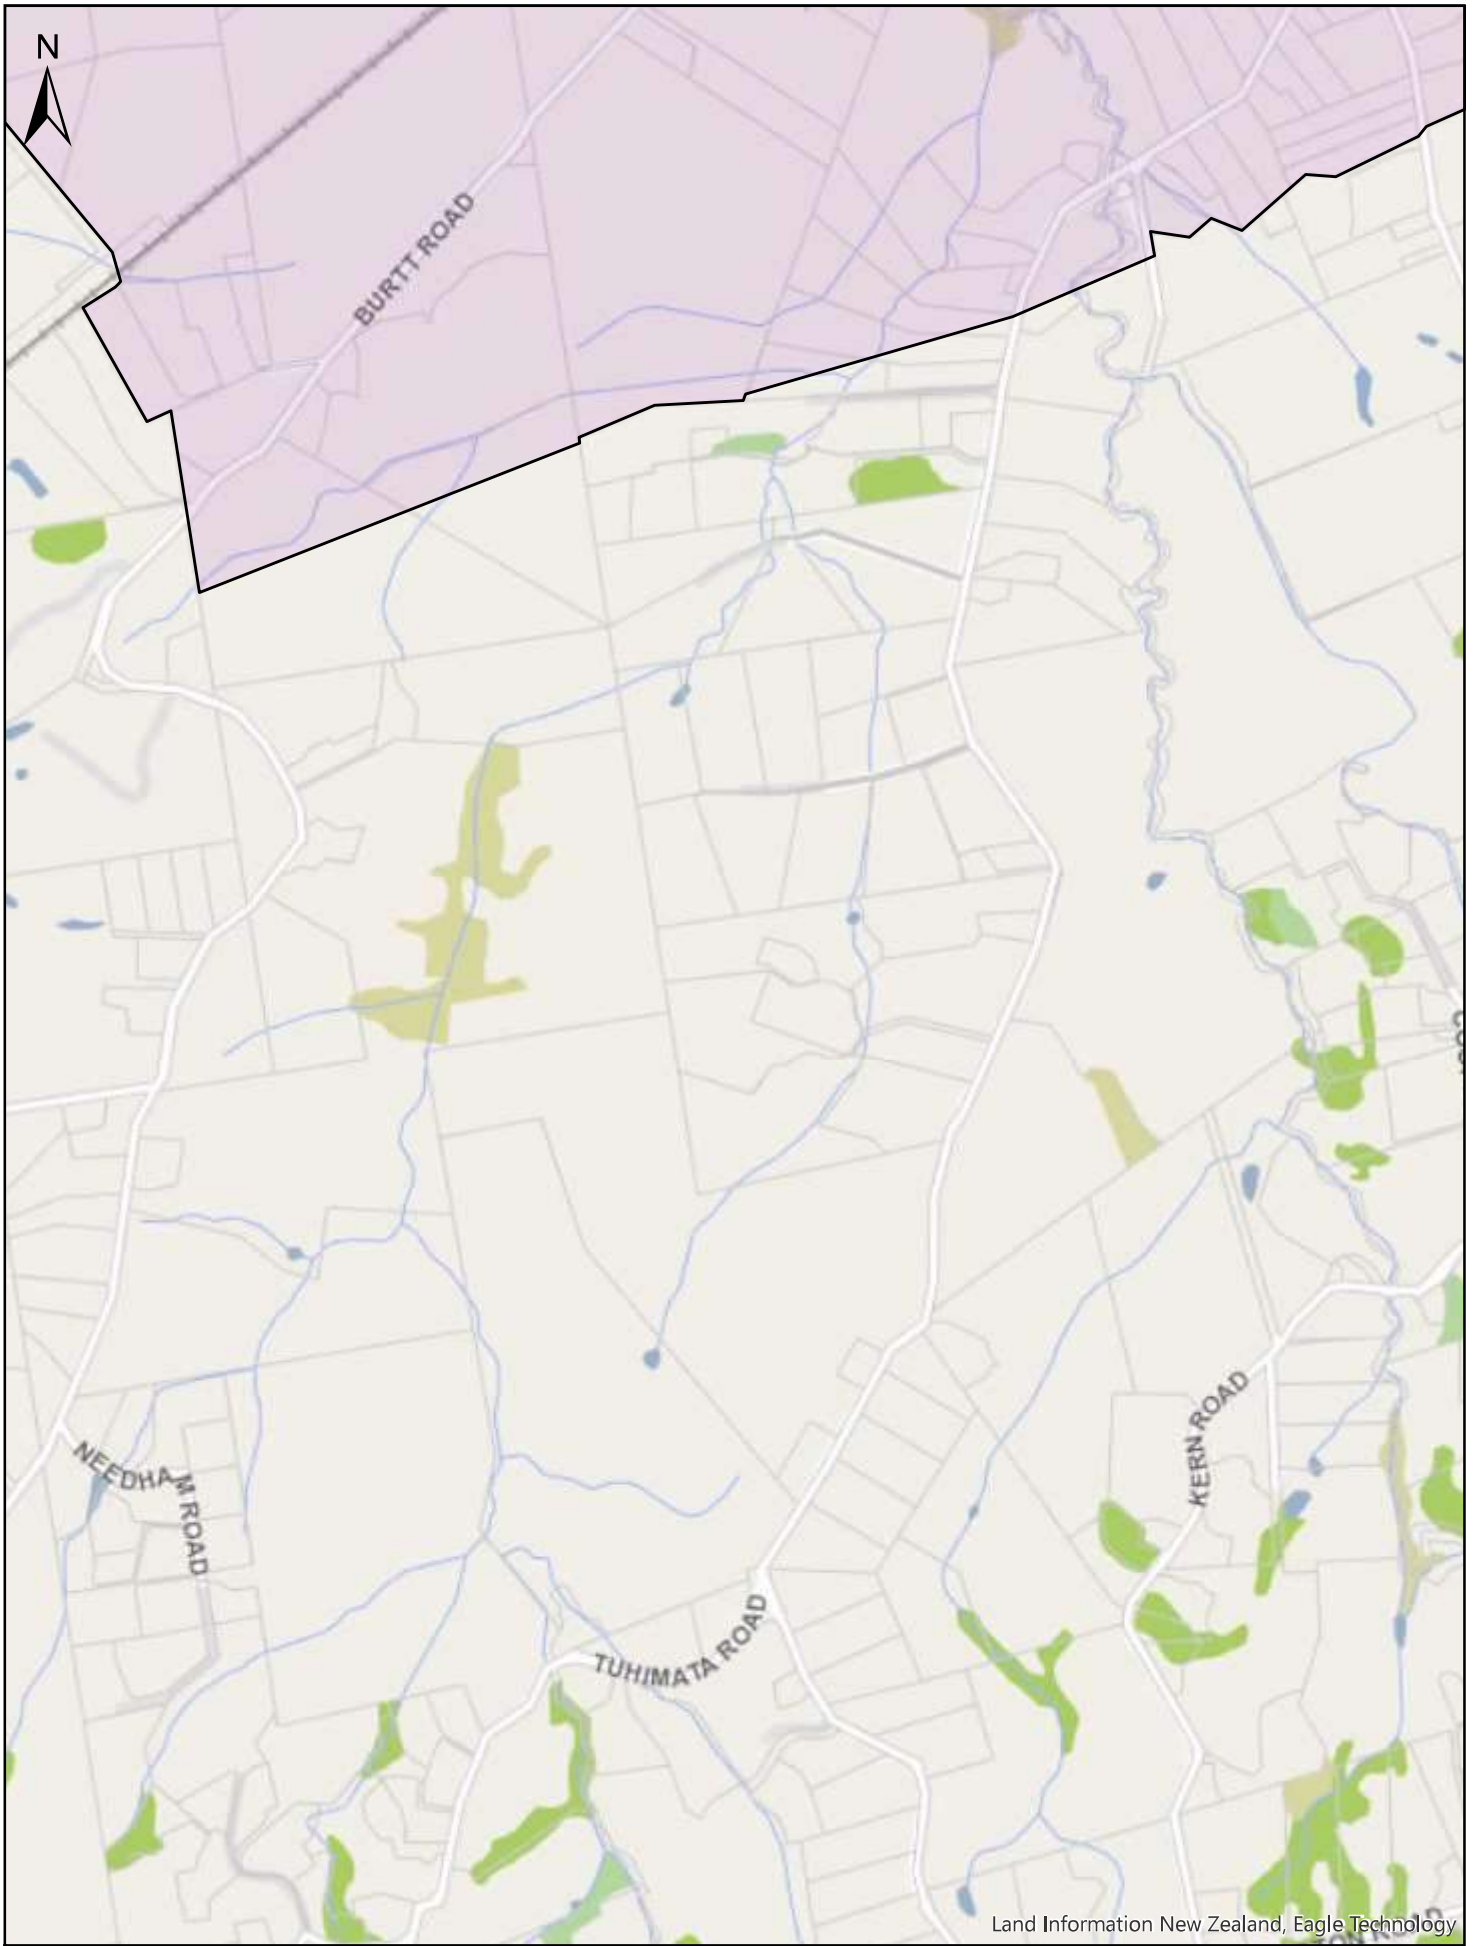 N
BURTT ROAD
NEEDHAM ROAD
KERN ROAD
TUHIMATA ROAD
Land Information New Zealand, Eagle Technology